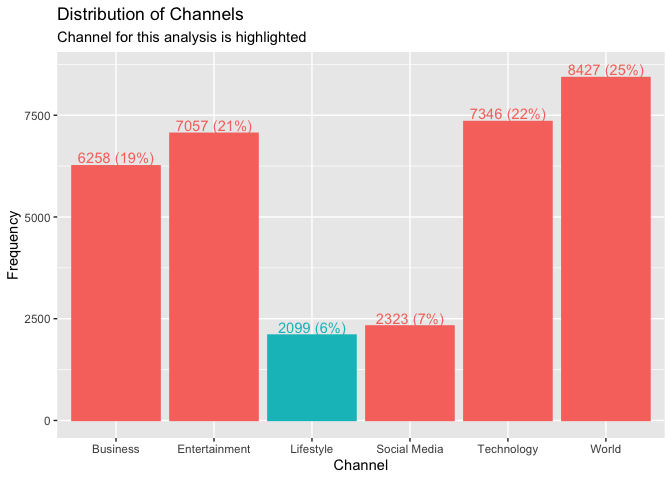 Distribution of Channels
Channel for this analysis is highlighted
8427 (25%)
7346 (22%)
7057 (21%)
6258 (19%)
2323 (7%)
2099 (6%)
Frequency
7500
5000
2500
0
Business Entertainment Lifestyle Social Media Technology World
Channel